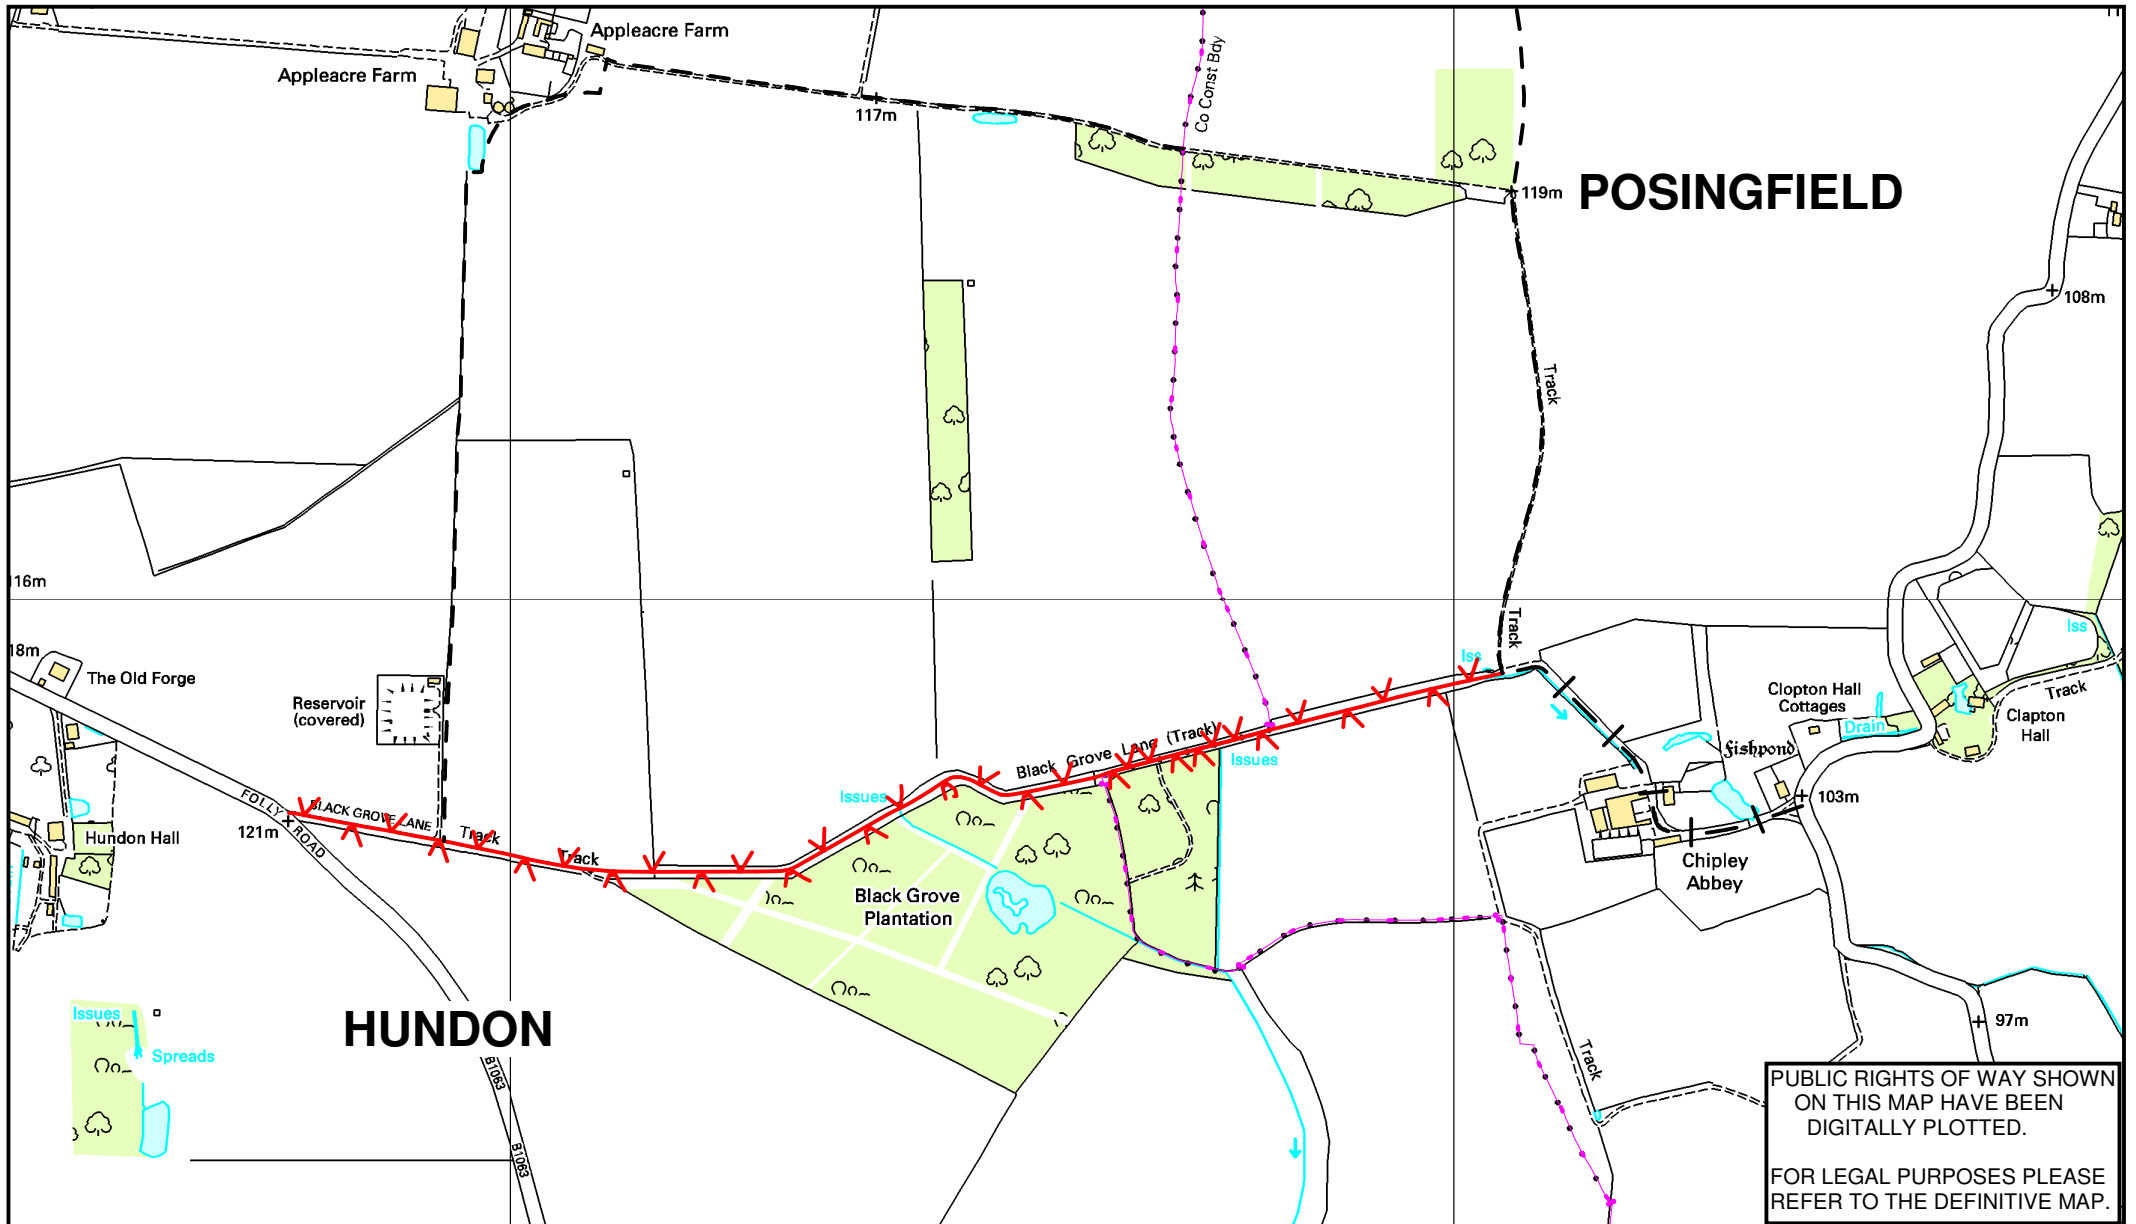 Appleacre Farm
Appleacre Farm
Co Const Bdy
117m
119m
POSINGFIELD
108m
Track
16m
Track
Iss
18m
The Old Forge
Iss
Reservoir
(covered)
Clopton Hall
Cottages
Track
Clapton
Hall
Drain
Black Grove Lane (Track)
Fishpond
Issues
Issues
FOLLY ROAD
BLACK GROVE LANE
121m
Track
Track
103m
Hundon Hall
Chipley
Abbey
Black Grove
Plantation
Issues
HUNDON
Spreads
97m
Track
B1063
B1063
PUBLIC RIGHTS OF WAY SHOWN
ON THIS MAP HAVE BEEN
DIGITALLY PLOTTED.
FOR LEGAL PURPOSES PLEASE
REFER TO THE DEFINITIVE MAP.